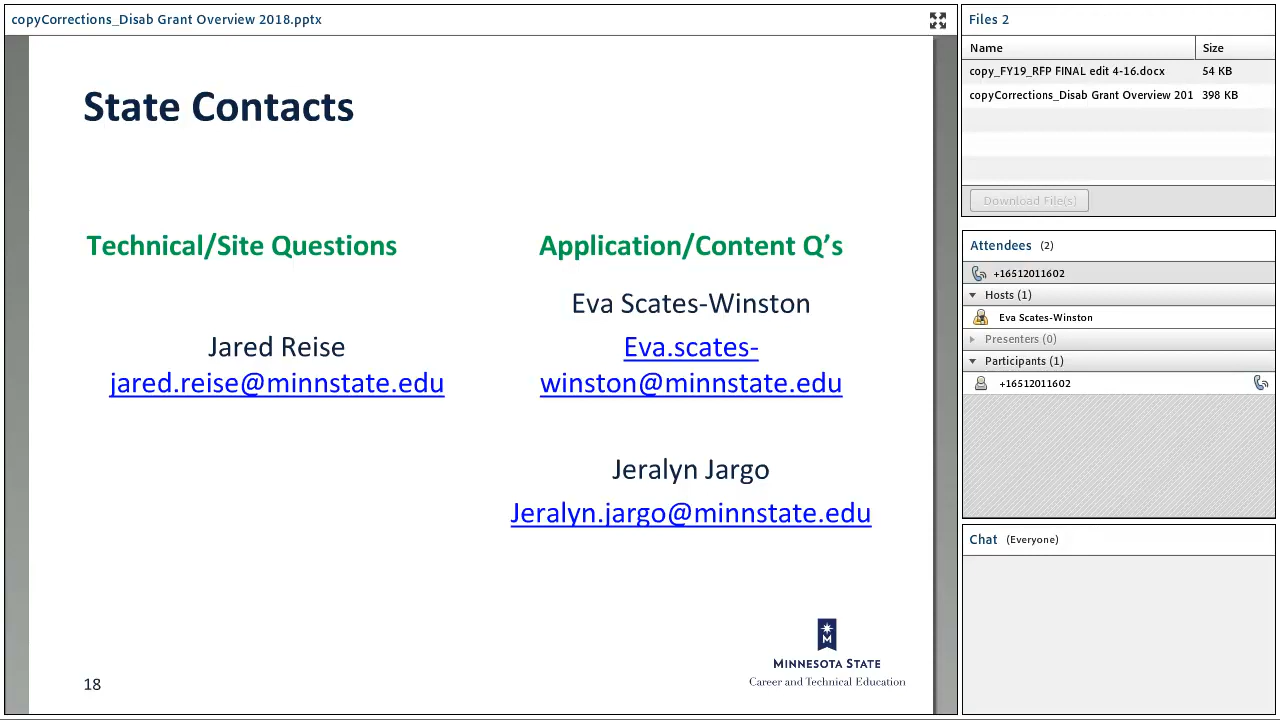 copyCorrections_Disab Grant Overview 2018.pptx
State Contacts
Technical/Site Questions
Jared Reise
jared.reise@minnstate.edu
Application/Content Q’s
Eva Scates-Winston
Eva.scates-
winston@minnstate.edu
Jeralyn Jargo
Jeralyn.jargo@minnstate.edu
M
MINNESOTA STATE
Career and Technical Education
18
Files 2
Name Size
copy_FY19_RFP FINAL edit 4-16.docx 54 KB
copyCorrections_Disab Grant Overview 201 398 KB
Download File(s)
Attendees (2)
+16512011602
Hosts (1)
Eva Scates-Winston
Presenters (0)
Participants (1)
+16512011602
Chat (Everyone)